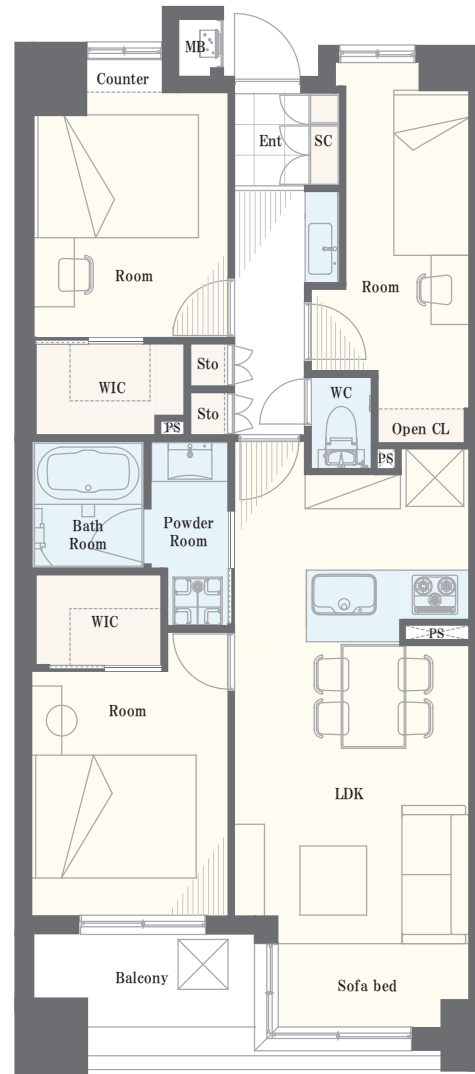 MB
Counter
Ent
SC
Room
Room
Sto
WIC
WC
Sto
PS
Open CL
PS
Bath
Room
Powder
Room
WIC
PS
Room
LDK
Balcony
Sofa bed